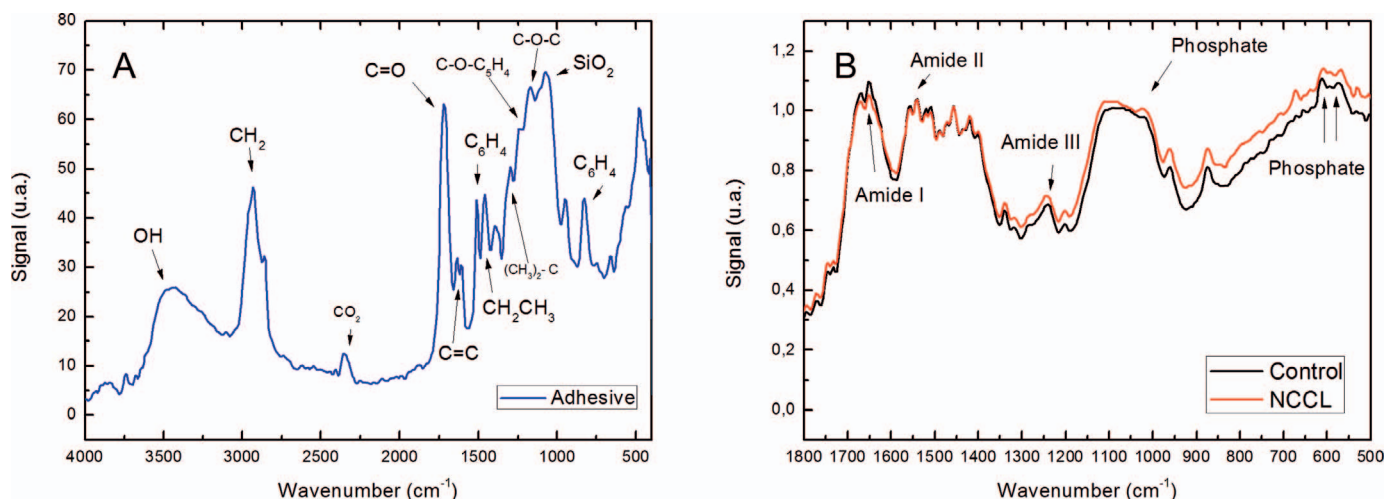 A
80
70
60
50
40
30
20
10
0
Signal (u.a.)
OH
CH2
CO2
C=O
C=C
C6H4
CH2CH3
(CH3)2- C
C-O-C5H4
C-O-C
SiO2
C6H4
Adhesive
4000 3500 3000 2500 2000 1500 1000 500
Wavenumber (cm-1)
B
1,2
1,0
0,8
0,6
0,4
0,2
0,0
Signal (u.a.)
Amide I
Amide II
Amide III
Phosphate
Phosphate
Control
NCCL
1800 1700 1600 1500 1400 1300 1200 1100 1000 900 800 700 600 500
Wavenumber (cm-1)